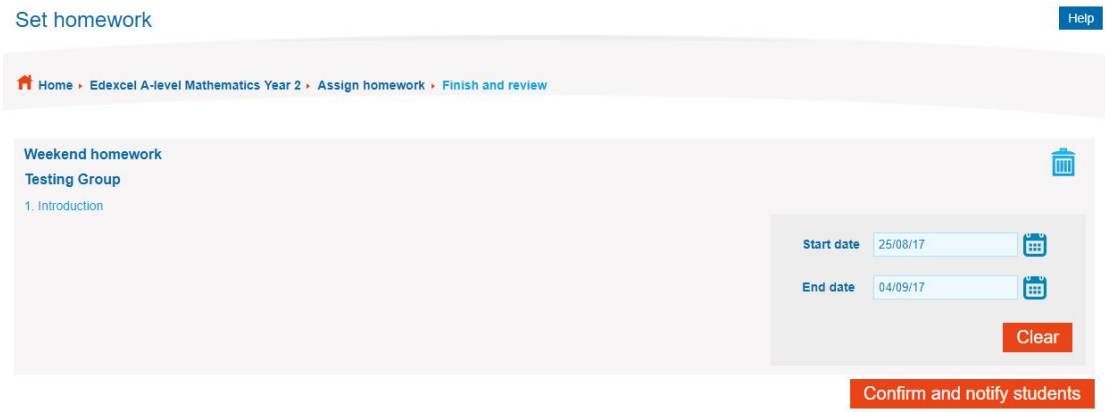 Set homework
Help
Home ▸ Edexcel A-level Mathematics Year 2 ▸ Assign homework ▸ Finish and review
Weekend homework
Testing Group
1. Introduction
Start date 25/08/17
End date 04/09/17
Clear
Confirm and notify students